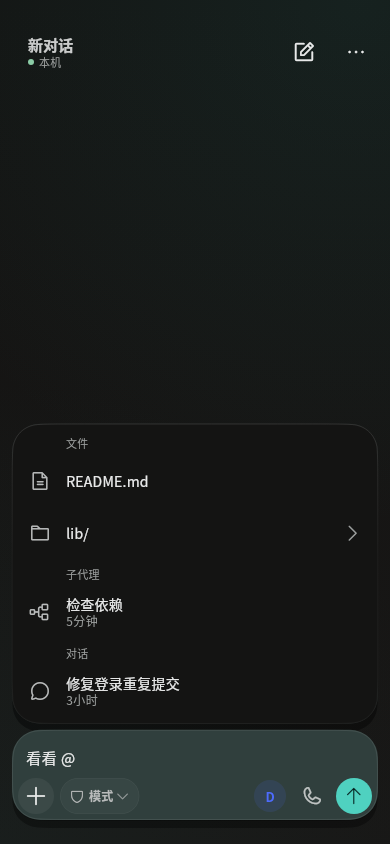 新对话
本机
文件
README.md
lib/
子代理
检查依赖
5分钟
对话
修复登录重复提交
3小时
看看 @
模式
D